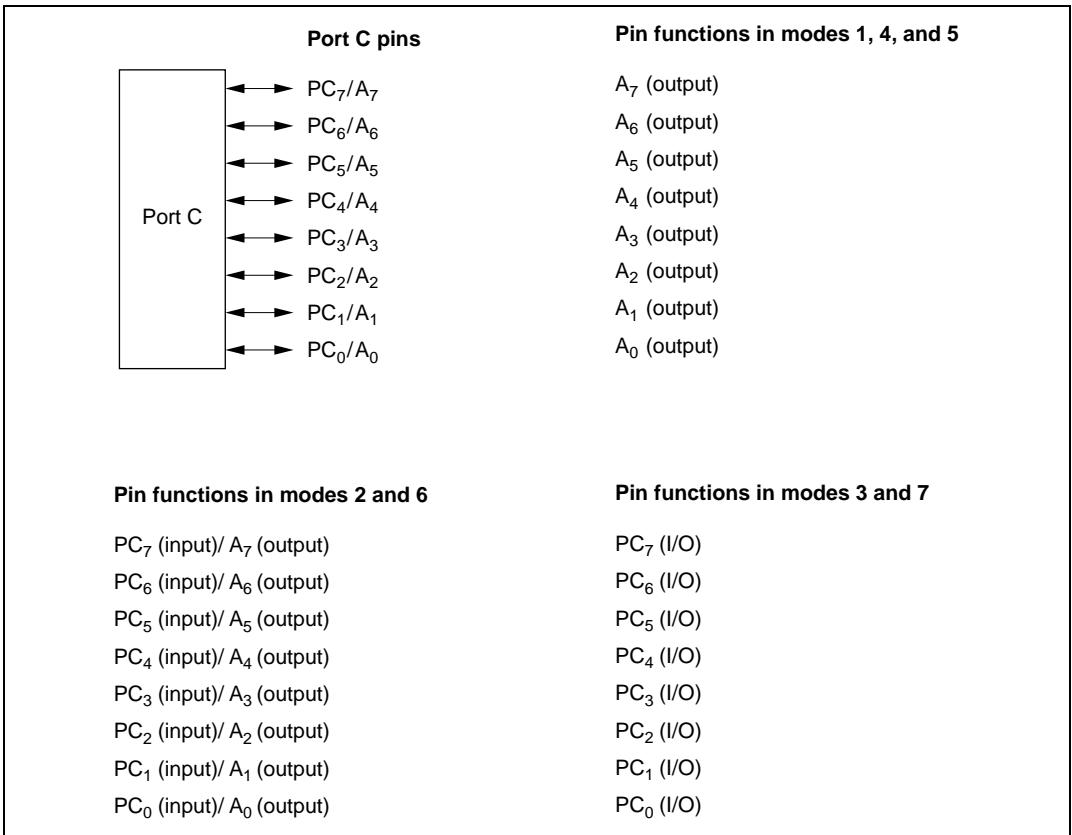 Port C pins
Port C
PC₇/A₇
PC₆/A₆
PC₅/A₅
PC₄/A₄
PC₃/A₃
PC₂/A₂
PC₁/A₁
PC₀/A₀
Pin functions in modes 1, 4, and 5
A₇ (output)
A₆ (output)
A₅ (output)
A₄ (output)
A₃ (output)
A₂ (output)
A₁ (output)
A₀ (output)
Pin functions in modes 2 and 6
PC₇ (input)/ A₇ (output)
PC₆ (input)/ A₆ (output)
PC₅ (input)/ A₅ (output)
PC₄ (input)/ A₄ (output)
PC₃ (input)/ A₃ (output)
PC₂ (input)/ A₂ (output)
PC₁ (input)/ A₁ (output)
PC₀ (input)/ A₀ (output)
Pin functions in modes 3 and 7
PC₇ (I/O)
PC₆ (I/O)
PC₅ (I/O)
PC₄ (I/O)
PC₃ (I/O)
PC₂ (I/O)
PC₁ (I/O)
PC₀ (I/O)